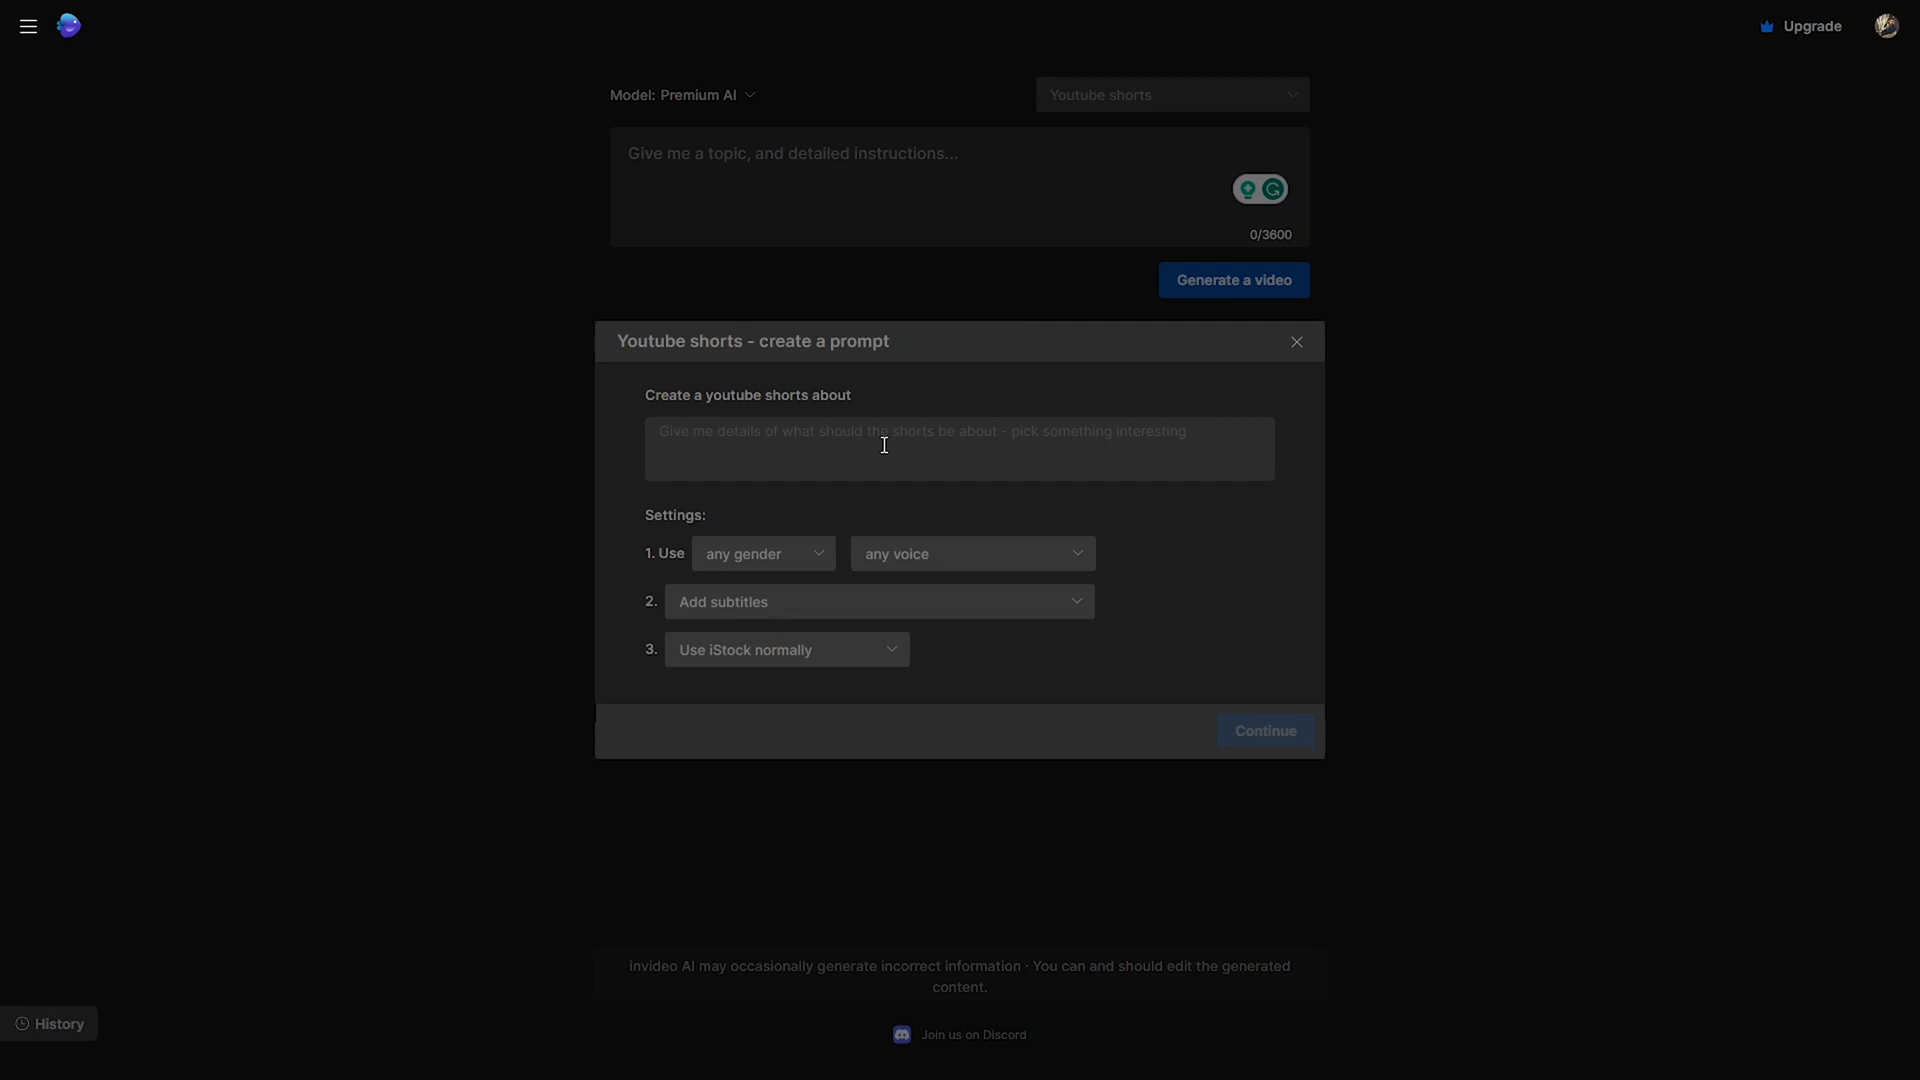 Upgrade
Model: Premium AI
Youtube shorts
Give me a topic, and detailed instructions...
0/3600
Generate a video
Youtube shorts - create a prompt
Create a youtube shorts about
Give me details of what should the shorts be about - pick something interesting
Settings:
1. Use any gender any voice
2. Add subtitles
3. Use iStock normally
Continue
invideo AI may occasionally generate incorrect information · You can and should edit the generated
content.
History
Join us on Discord